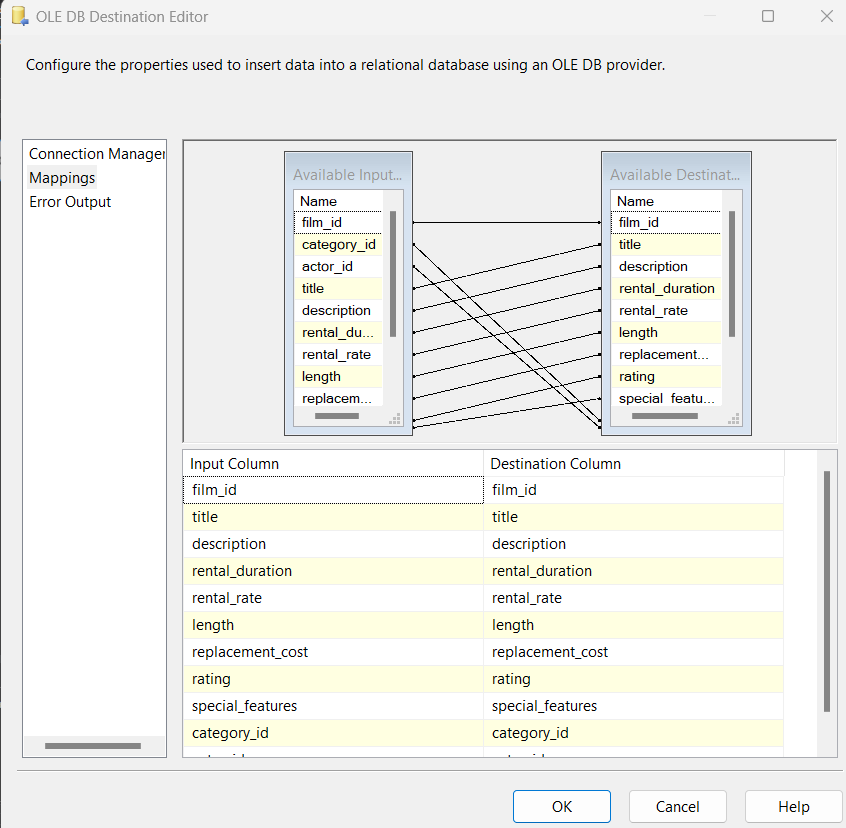 OLE DB Destination Editor
Configure the properties used to insert data into a relational database using an OLE DB provider.
Connection Manager
Mappings
Error Output
Available Input...
Name
film_id
category_id
actor_id
title
description
rental_du...
rental_rate
length
replacem...
Available Destinat...
Name
film_id
title
description
rental_duration
rental_rate
length
replacement...
rating
special_featu...
Input Column Destination Column
film_id film_id
title title
description description
rental_duration rental_duration
rental_rate rental_rate
length length
replacement_cost replacement_cost
rating rating
special_features special_features
category_id category_id
OK Cancel Help